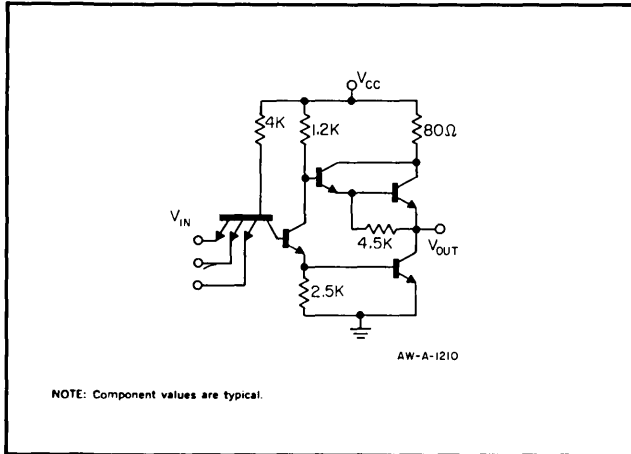 VCC
4K
1.2K
80Ω
VIN
4.5K
VOUT
2.5K
AW-A-1210
NOTE: Component values are typical.